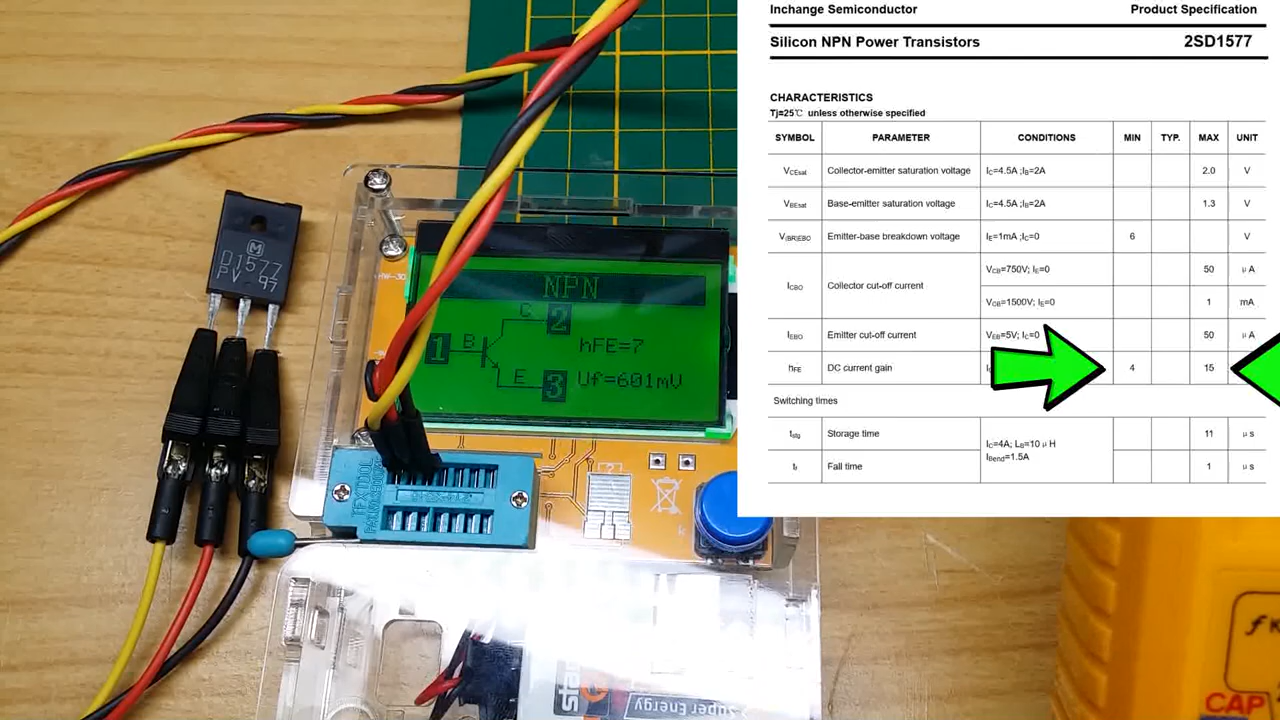 Inchange Semiconductor Product Specification
Silicon NPN Power Transistors 2SD1577
CHARACTERISTICS
Tj=25℃ unless otherwise specified
SYMBOL PARAMETER CONDITIONS MIN TYP. MAX UNIT
VCEsat Collector-emitter saturation voltage IC=4.5A ;IB=2A 2.0 V
VBEsat Base-emitter saturation voltage IC=4.5A ;IB=2A 1.3 V
V(BR)EBO Emitter-base breakdown voltage IE=1mA ;IC=0 6 V
ICBO Collector cut-off current VCB=750V; IE=0 50 μA
VCB=1500V; IE=0 1 mA
IEBO Emitter cut-off current VEB=5V; IC=0 50 μA
hFE DC current gain 4 15
Switching times
tstg Storage time IC=4A; LB=10μH IBend=1.5A 11 μs
tf Fall time 1 μs
M
D1577
PV 97
NPN
C 2
1 B
hFE=7
E 3
Uf=601mV
Super Energy
CAP